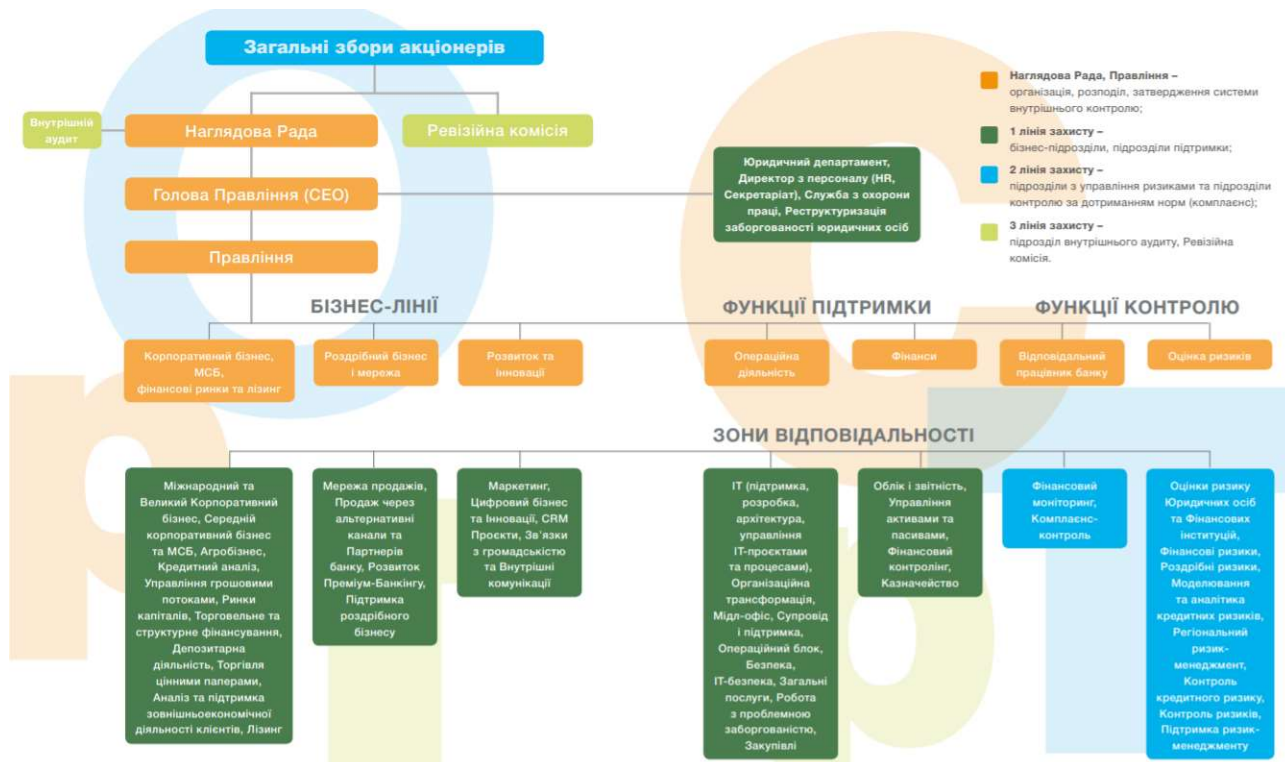 Загальні збори акціонерів
Внутрішній
аудит
Наглядова Рада
Ревізійна комісія
Голова Правління (CEO)
Юридичний департамент,
Директор з персоналу (HR,
Секретаріат), Служба з охорони
праці, Реструктуризація
заборгованості юридичних осіб
Правління
Наглядова Рада, Правління –
організація, розподіл, затвердження системи
внутрішнього контролю;
1 лінія захисту –
бізнес-підрозділи, підрозділи підтримки;
2 лінія захисту –
підрозділи з управління ризиками та підрозділи
контролю за дотриманням норм (комплаєнс);
3 лінія захисту –
підрозділ внутрішнього аудиту, Ревізійна
комісія.
БІЗНЕС-ЛІНІЇ
ФУНКЦІЇ ПІДТРИМКИ
ФУНКЦІЇ КОНТРОЛЮ
Корпоративний бізнес,
МСБ,
фінансові ринки та лізинг
Роздрібний бізнес
і мережа
Розвиток та
Інновації
Операційна
діяльність
Фінанси
Відповідальний
працівник банку
Оцінка ризиків
ЗОНИ ВІДПОВІДАЛЬНОСТІ
Міжнародний та
Великий Корпоративний
бізнес, Середній
корпоративний бізнес
та МСБ, Агробізнес,
Кредитний аналіз,
Управління грошовими
потоками, Ринки
капіталів, Торговельне та
структурне фінансування,
Депозитарна
діяльність, Торгівля
цінними паперами,
Аналіз та підтримка
зовнішньоекономічної
діяльності клієнтів, Лізинг
Мережа продажів,
Продаж через
альтернативні
канали та
Партнерів
банку, Розвиток
Преміум-Банкінгу,
Підтримка
роздрібного
бізнесу
Маркетинг,
Цифровий бізнес
та Інновації, CRM
Проєкти, Зв'язки
з громадськістю
та Внутрішні
комунікації
ІТ (підтримка,
розробка,
архітектура,
управління
ІТ-проєктами
та процесами),
Організаційна
трансформація,
Мідл-офіс, Супровід
і підтримка,
Операційний блок,
Безпека,
ІТ-безпека, Загальні
послуги, Робота
з проблемною
заборгованістю,
Закупівлі
Облік і звітність,
Управління
активами та
пасивами,
Фінансовий
контролінг,
Казначейство
Фінансовий
моніторинг,
Комплаєнс-
контроль
Оцінки ризику
Юридичних осіб
та Фінансових
інституцій,
Фінансові ризики,
Роздрібні ризики,
Моделювання
та аналітика
кредитних ризиків,
Регіональний
ризик-
менеджмент,
Контроль
кредитного ризику,
Контроль ризиків,
Підтримка ризик-
менеджменту